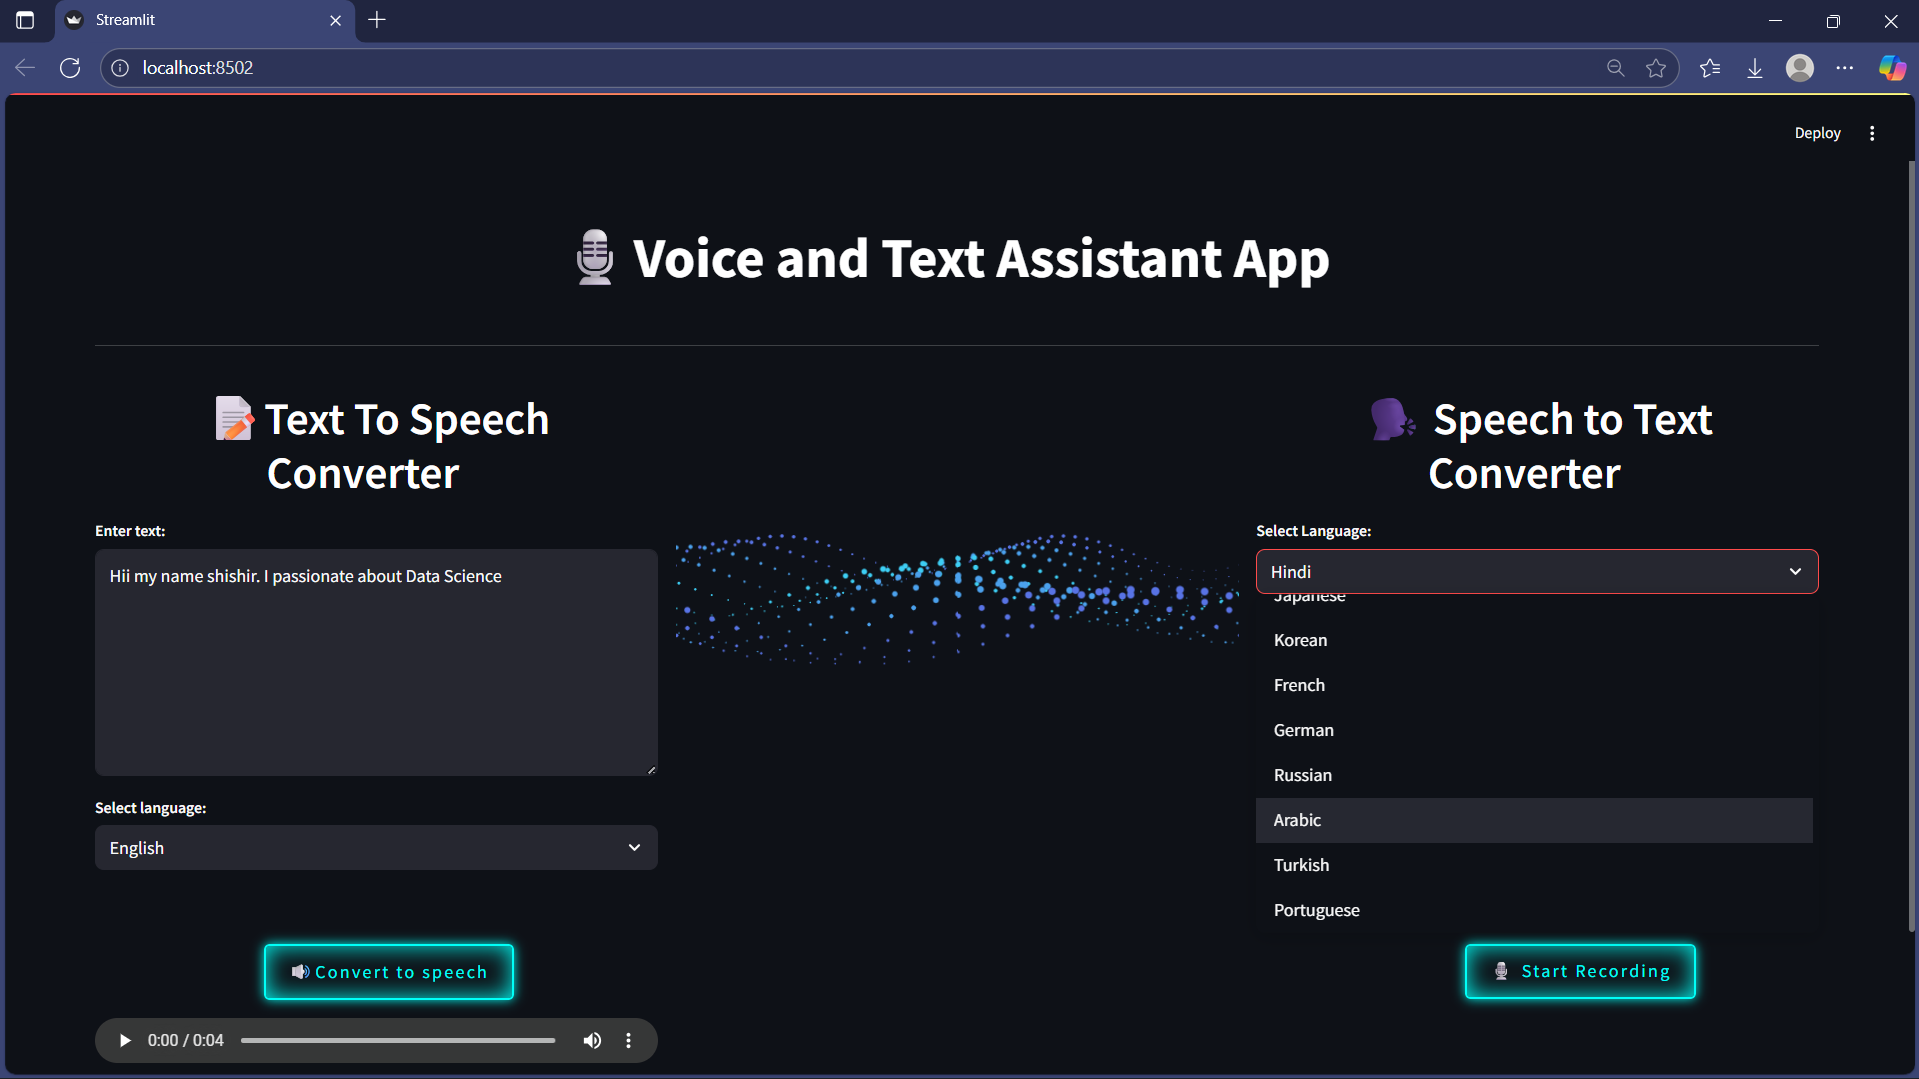 Streamlit
localhost:8502
Deploy
Voice and Text Assistant App
Text To Speech
Converter
Enter text:
Hii my name shishir. I passionate about Data Science
Select language:
English
Convert to speech
0:00 / 0:04
Speech to Text
Converter
Select Language:
Hindi
Japanese
Korean
French
German
Russian
Arabic
Turkish
Portuguese
Start Recording